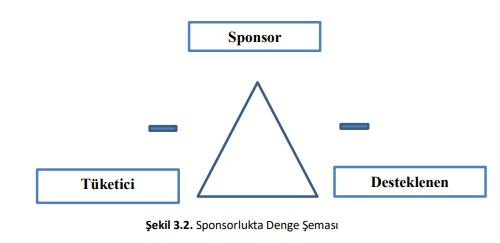 Sponsor
Tüketici
Desteklenen
Şekil 3.2. Sponsorlukta Denge Şeması